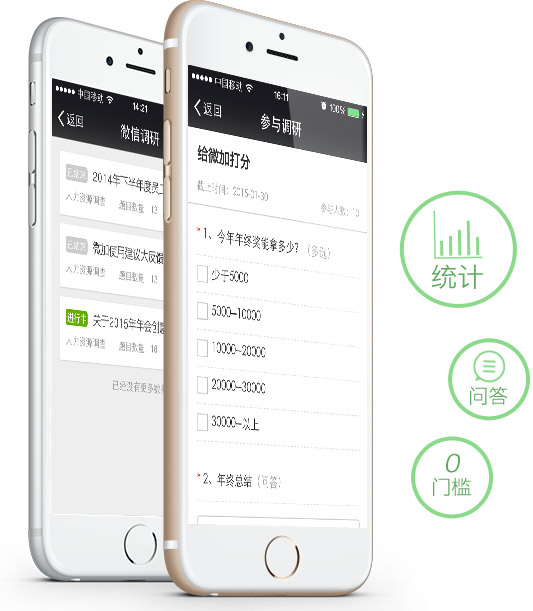 中国移动
14:21
返回
微信调研
已结束
2014年下半年度员工
人力资源调查
题目数量
13
已结束
微加使用建议大反馈
人力资源调查
题目数量
13
进行中
关于2015年年会创意
人力资源调查
题目数量
18
已经没有更多数据
中国移动
16:11
100%
返回
参与调研
给微加打分
截止时间：2015-01-30
参与人数：10
* 1、今年年终奖能拿多少？（多选）
少于5000
5000--10000
10000--20000
20000--30000
30000--以上
* 2、年终总结（问答）
统计
问答
0
门槛